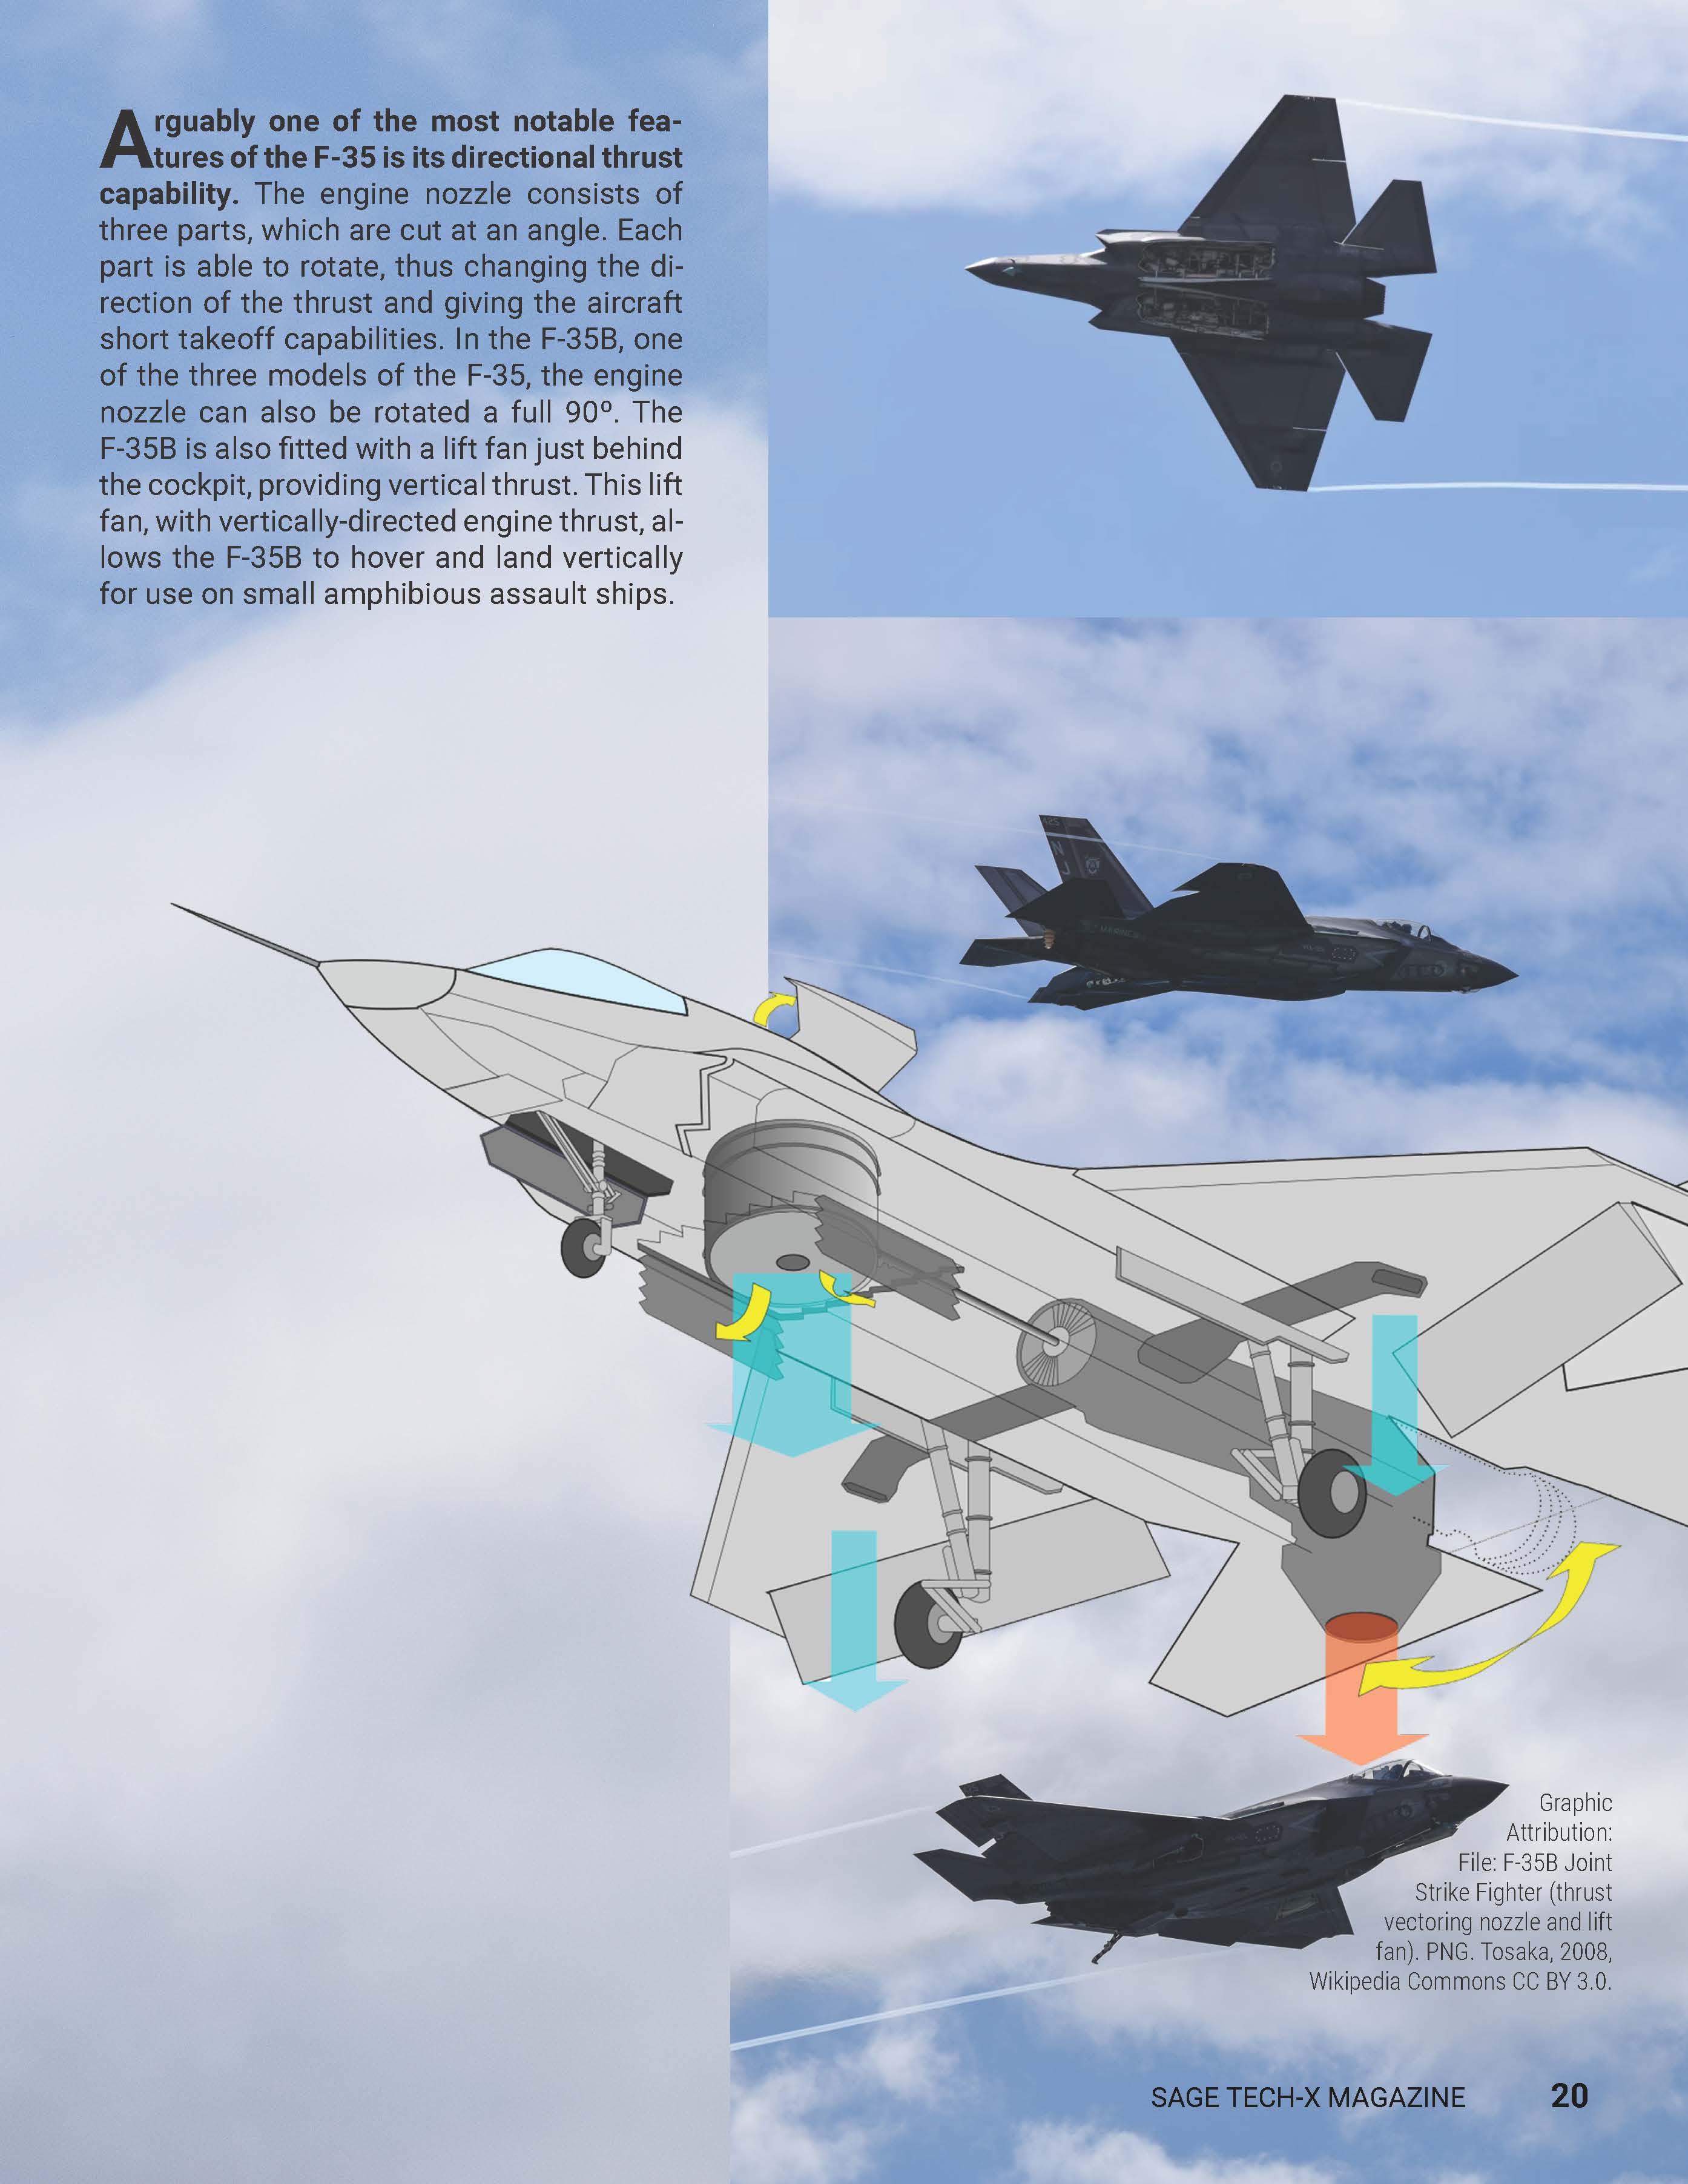 Arguably one of the most notable fea-
tures of the F-35 is its directional thrust
capability. The engine nozzle consists of
three parts, which are cut at an angle. Each
part is able to rotate, thus changing the di-
rection of the thrust and giving the aircraft
short takeoff capabilities. In the F-35B, one
of the three models of the F-35, the engine
nozzle can also be rotated a full 90º. The
F-35B is also fitted with a lift fan just behind
the cockpit, providing vertical thrust. This lift
fan, with vertically-directed engine thrust, al-
lows the F-35B to hover and land vertically
for use on small amphibious assault ships.
125
N
J
MARINES
Graphic
Attribution:
File: F-35B Joint
Strike Fighter (thrust
vectoring nozzle and lift
fan). PNG. Tosaka, 2008,
Wikipedia Commons CC BY 3.0.
SAGE TECH-X MAGAZINE 20